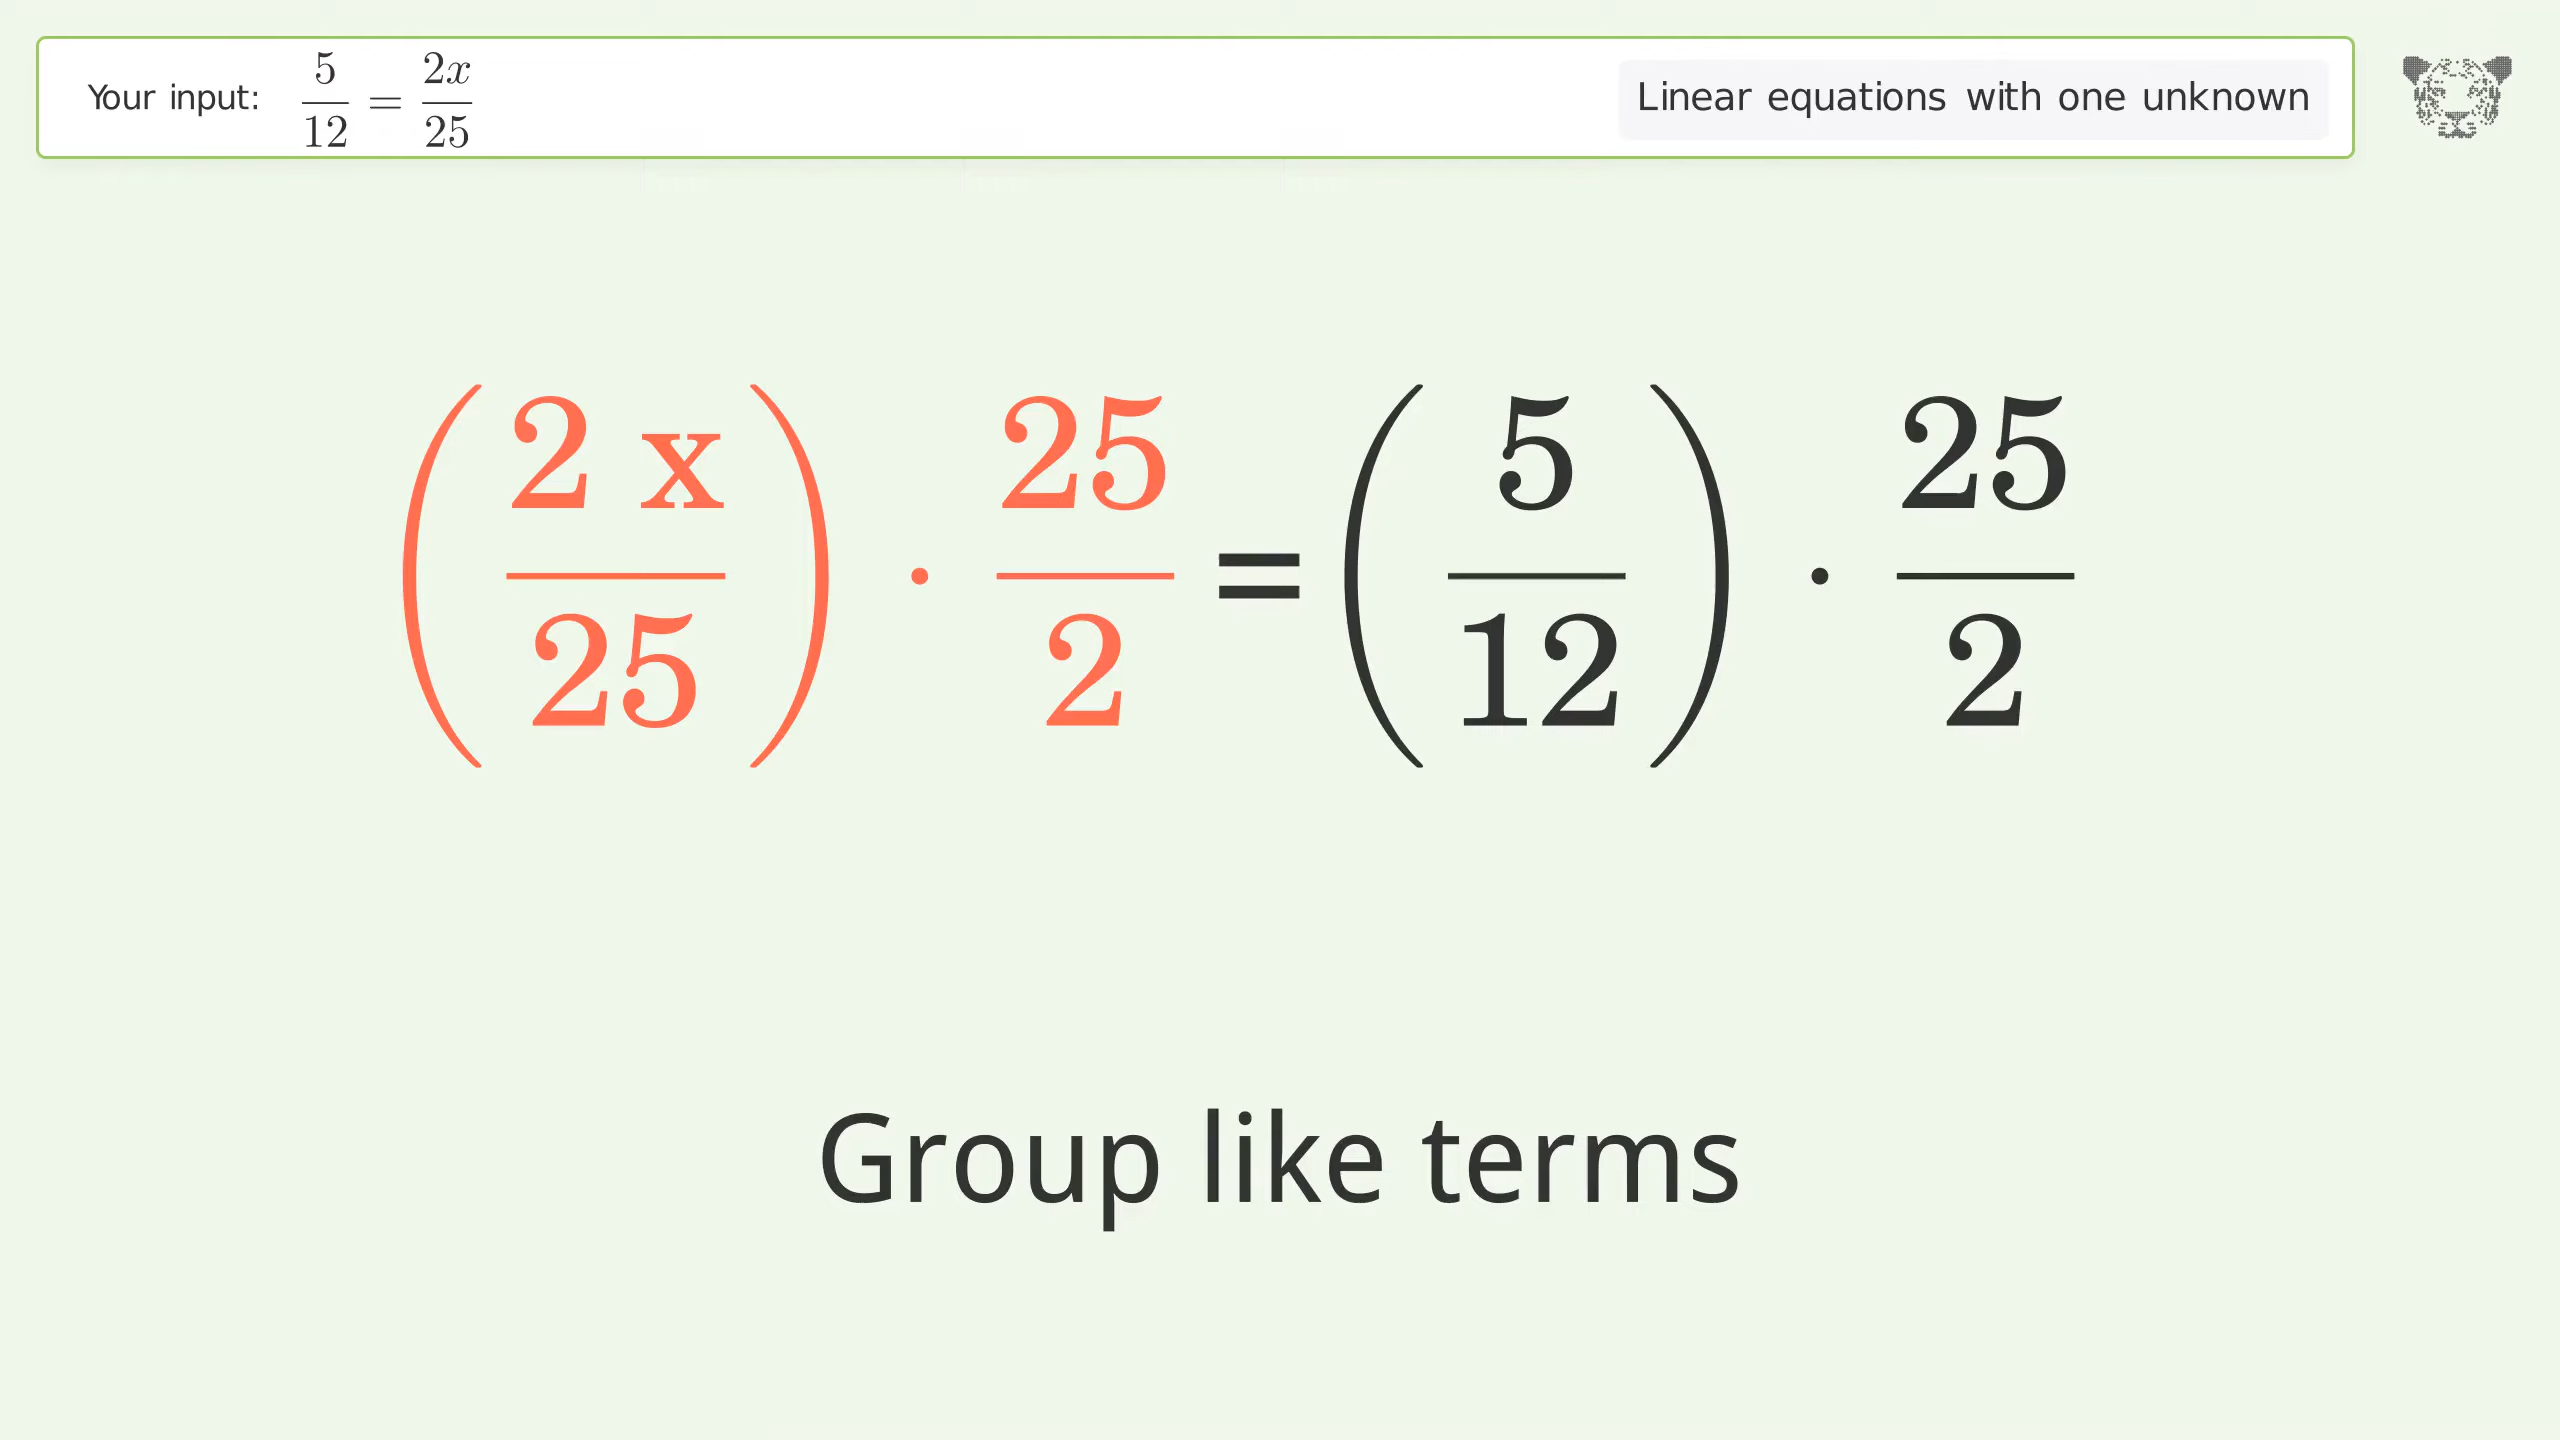 Your input: 5/12 = 2x/25
Linear equations with one unknown
(2 x/25) · 25/2 = (5/12) · 25/2
Group like terms